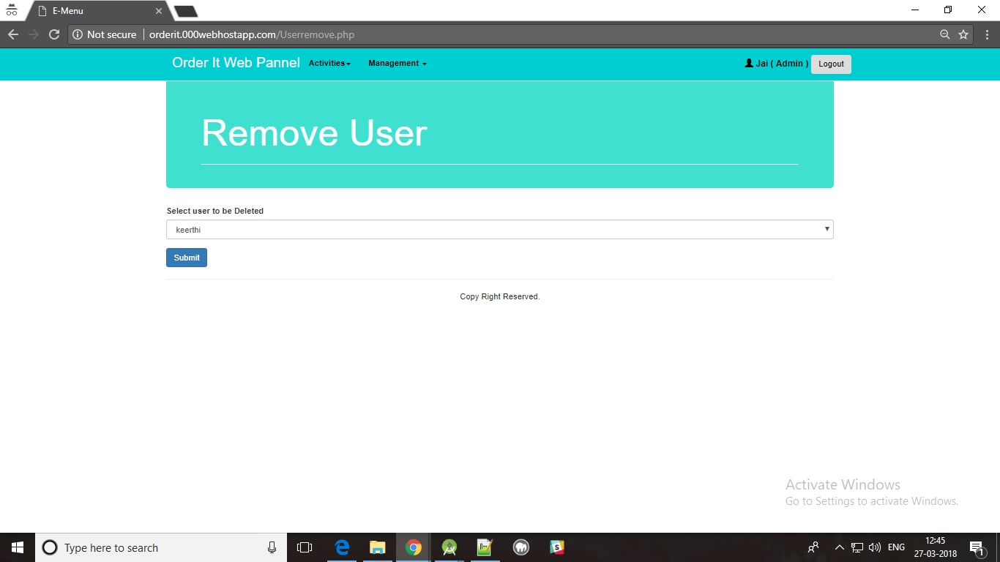 E-Menu
Not secure orderit.000webhostapp.com/Userremove.php
Order It Web Pannel Activities Management Jai ( Admin ) Logout
Remove User
Select user to be Deleted
keerthi
Submit
Copy Right Reserved.
Activate Windows
Go to Settings to activate Windows.
Type here to search
ENG
12:45
27-03-2018
1